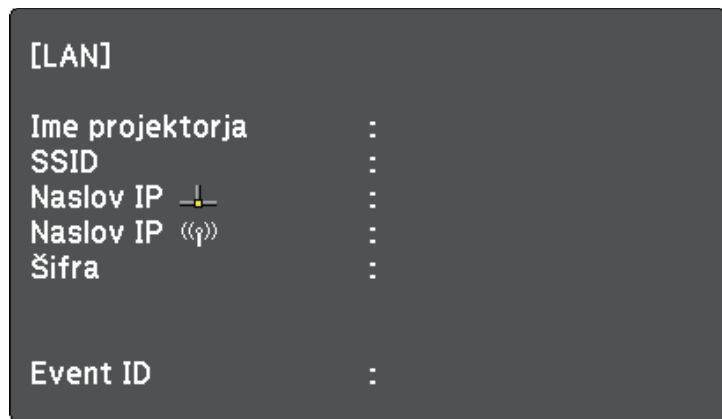 [LAN]
Ime projektorja :
SSID :
Naslov IP :
Naslov IP :
Šifra :
Event ID :